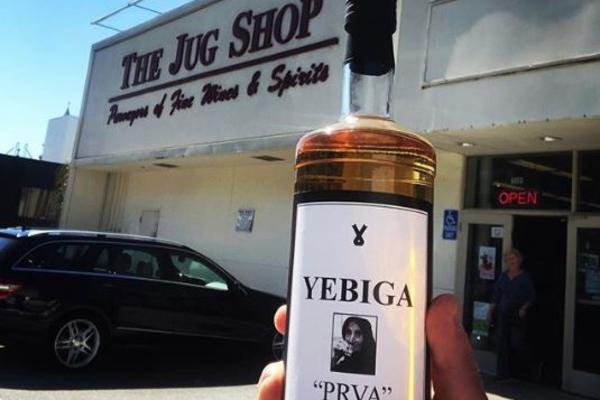 THE JUG SHOP
Purveyors of Fine Wines & Spirits
OPEN
YEBIGA
"PRVA"